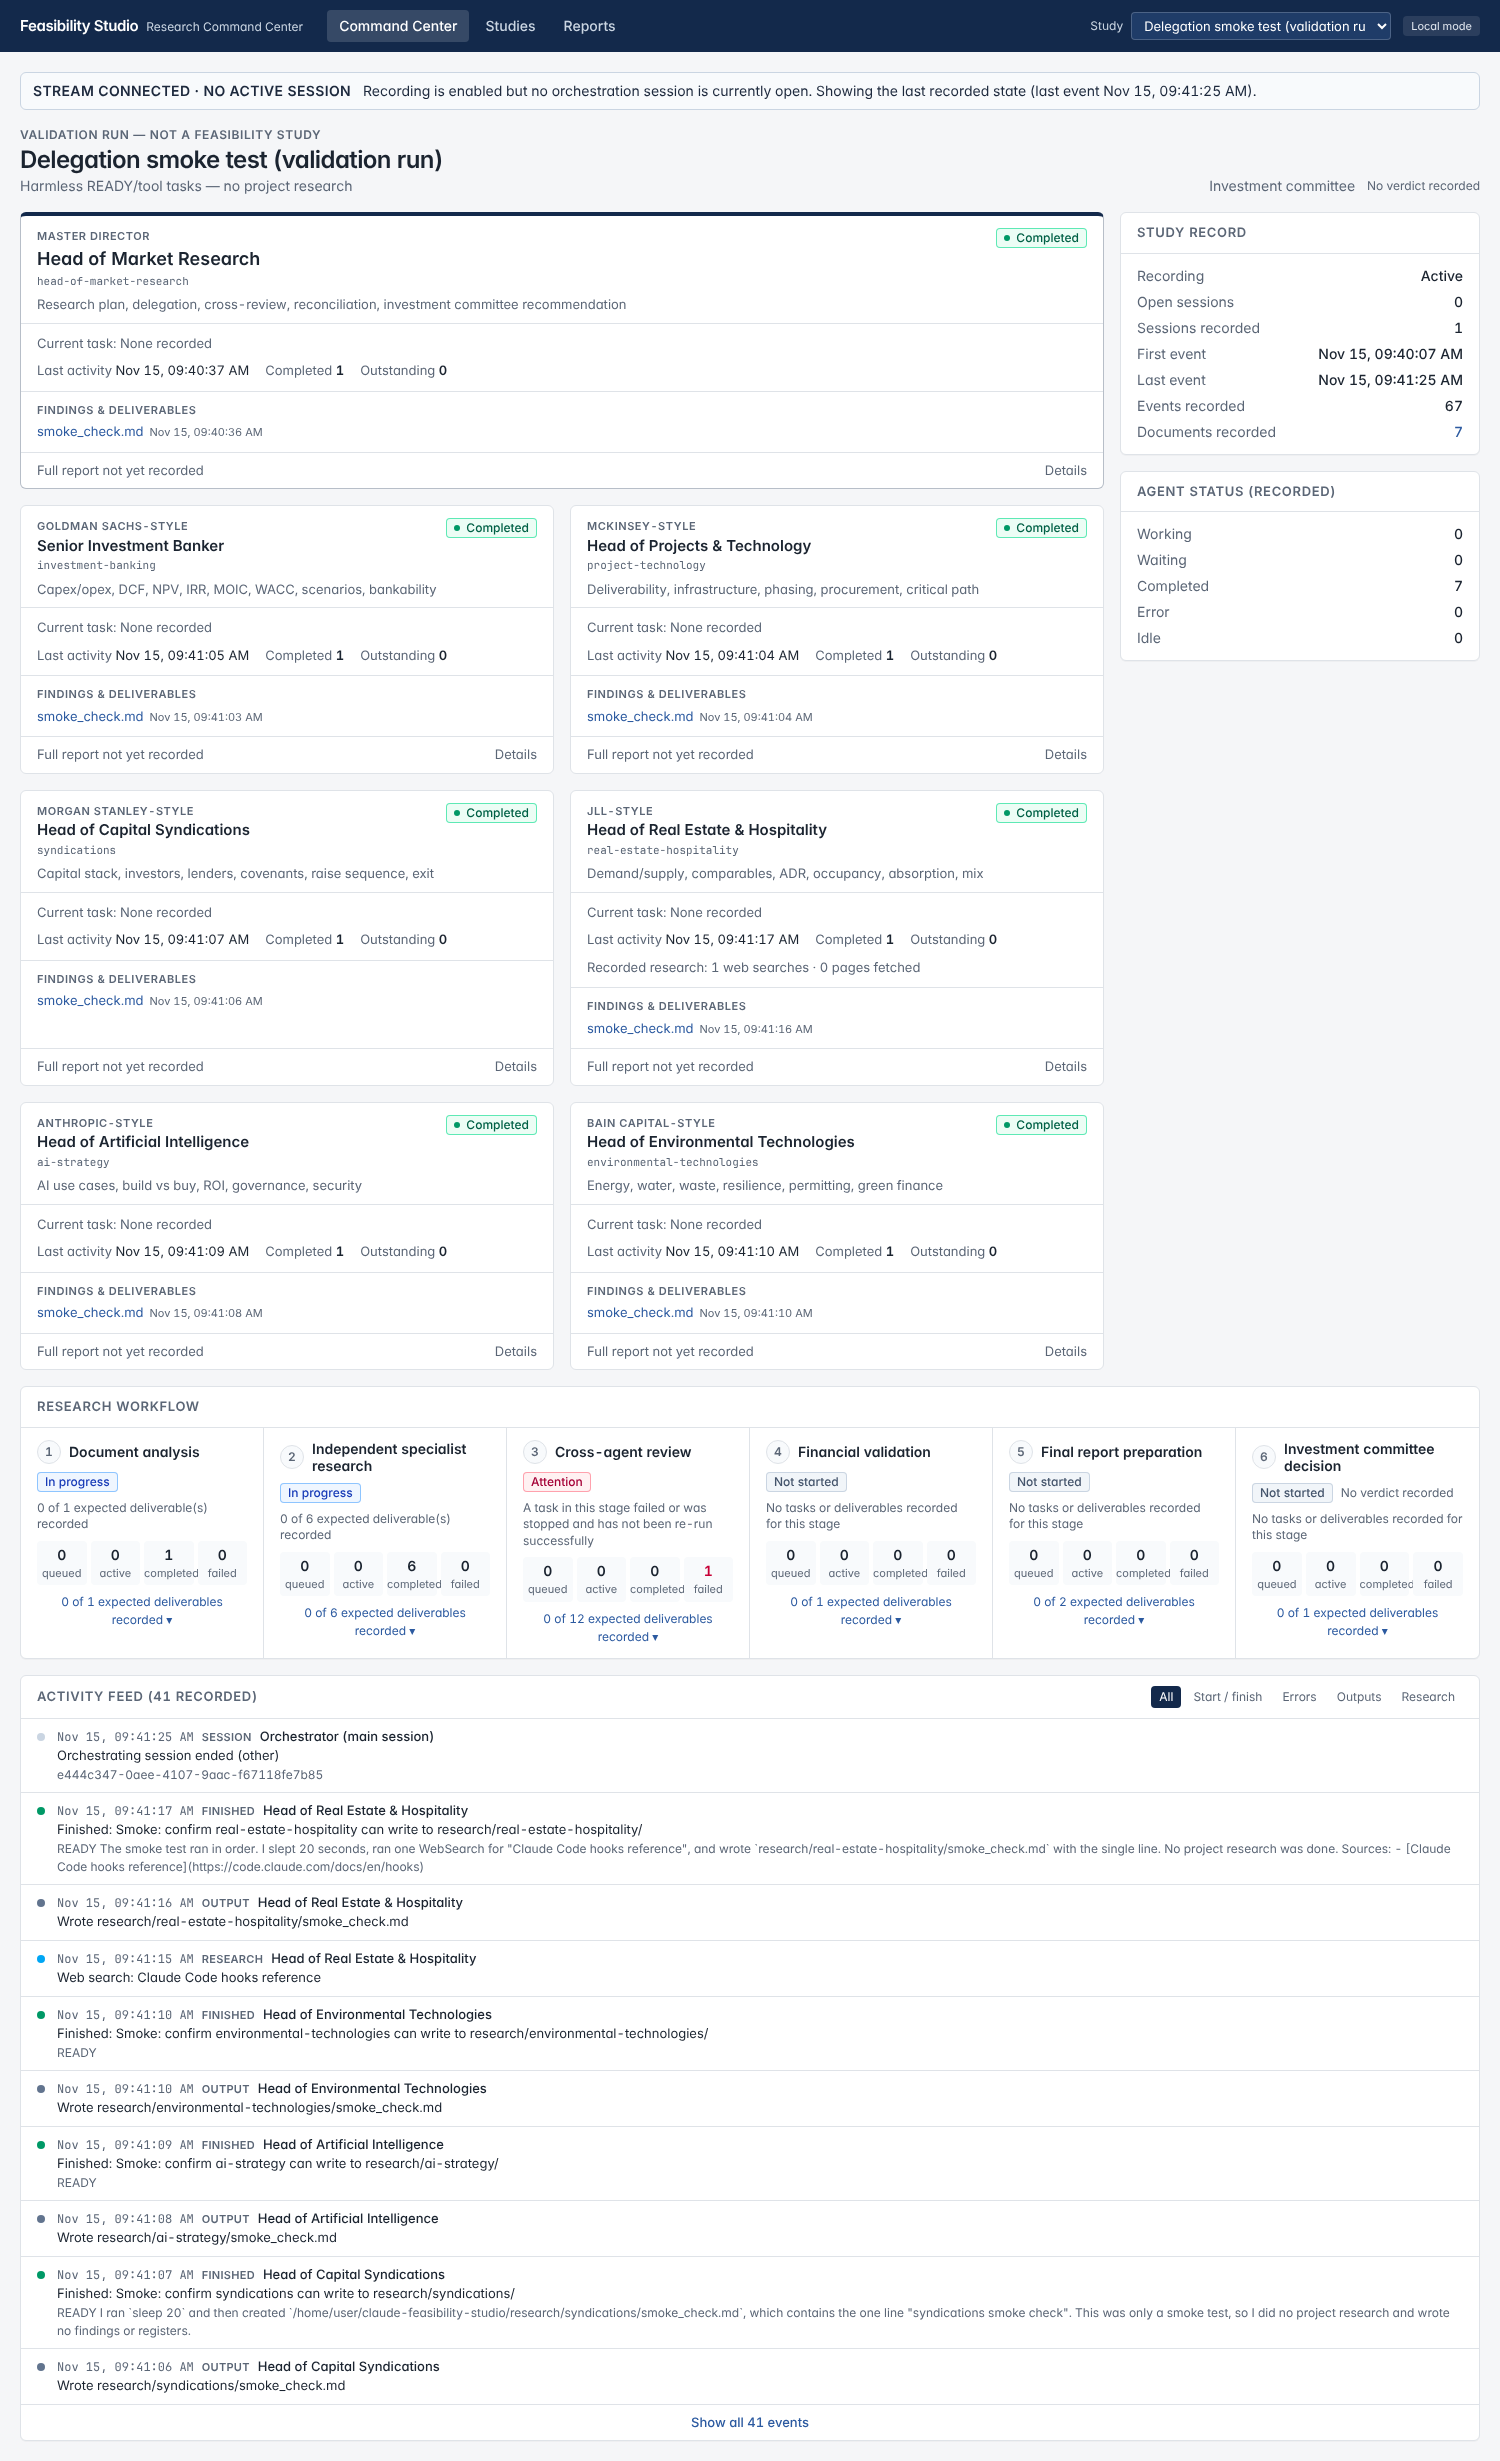 Feasibility Studio Research Command Center Command Center Studies Reports Study Delegation smoke test (validation ru Local mode
STREAM CONNECTED · NO ACTIVE SESSION Recording is enabled but no orchestration session is currently open. Showing the last recorded state (last event Nov 15, 09:41:25 AM).
VALIDATION RUN — NOT A FEASIBILITY STUDY
Delegation smoke test (validation run)
Harmless READY/tool tasks — no project research
Investment committee No verdict recorded
MASTER DIRECTOR
Completed
Head of Market Research
head-of-market-research
Research plan, delegation, cross-review, reconciliation, investment committee recommendation
Current task: None recorded
Last activity Nov 15, 09:40:37 AM Completed 1 Outstanding 0
FINDINGS & DELIVERABLES
smoke_check.md Nov 15, 09:40:36 AM
Full report not yet recorded Details
STUDY RECORD
Recording Active
Open sessions 0
Sessions recorded 1
First event Nov 15, 09:40:07 AM
Last event Nov 15, 09:41:25 AM
Events recorded 67
Documents recorded 7
AGENT STATUS (RECORDED)
Working 0
Waiting 0
Completed 7
Error 0
Idle 0
GOLDMAN SACHS-STYLE
Completed
Senior Investment Banker
investment-banking
Capex/opex, DCF, NPV, IRR, MOIC, WACC, scenarios, bankability
Current task: None recorded
Last activity Nov 15, 09:41:05 AM Completed 1 Outstanding 0
FINDINGS & DELIVERABLES
smoke_check.md Nov 15, 09:41:03 AM
Full report not yet recorded Details
MCKINSEY-STYLE
Completed
Head of Projects & Technology
project-technology
Deliverability, infrastructure, phasing, procurement, critical path
Current task: None recorded
Last activity Nov 15, 09:41:04 AM Completed 1 Outstanding 0
FINDINGS & DELIVERABLES
smoke_check.md Nov 15, 09:41:04 AM
Full report not yet recorded Details
MORGAN STANLEY-STYLE
Completed
Head of Capital Syndications
syndications
Capital stack, investors, lenders, covenants, raise sequence, exit
Current task: None recorded
Last activity Nov 15, 09:41:07 AM Completed 1 Outstanding 0
FINDINGS & DELIVERABLES
smoke_check.md Nov 15, 09:41:06 AM
Full report not yet recorded Details
JLL-STYLE
Completed
Head of Real Estate & Hospitality
real-estate-hospitality
Demand/supply, comparables, ADR, occupancy, absorption, mix
Current task: None recorded
Last activity Nov 15, 09:41:17 AM Completed 1 Outstanding 0
Recorded research: 1 web searches · 0 pages fetched
FINDINGS & DELIVERABLES
smoke_check.md Nov 15, 09:41:16 AM
Full report not yet recorded Details
ANTHROPIC-STYLE
Completed
Head of Artificial Intelligence
ai-strategy
AI use cases, build vs buy, ROI, governance, security
Current task: None recorded
Last activity Nov 15, 09:41:09 AM Completed 1 Outstanding 0
FINDINGS & DELIVERABLES
smoke_check.md Nov 15, 09:41:08 AM
Full report not yet recorded Details
BAIN CAPITAL-STYLE
Completed
Head of Environmental Technologies
environmental-technologies
Energy, water, waste, resilience, permitting, green finance
Current task: None recorded
Last activity Nov 15, 09:41:10 AM Completed 1 Outstanding 0
FINDINGS & DELIVERABLES
smoke_check.md Nov 15, 09:41:10 AM
Full report not yet recorded Details
RESEARCH WORKFLOW
1 Document analysis
In progress
0 of 1 expected deliverable(s)
recorded
0 0 1 0
queued active completed failed
0 of 1 expected deliverables
recorded ▾
2 Independent specialist
research
In progress
0 of 6 expected deliverable(s)
recorded
0 0 6 0
queued active completed failed
0 of 6 expected deliverables
recorded ▾
3 Cross-agent review
Attention
A task in this stage failed or was
stopped and has not been re-run
successfully
0 0 0 1
queued active completed failed
0 of 12 expected deliverables
recorded ▾
4 Financial validation
Not started
No tasks or deliverables recorded
for this stage
0 0 0 0
queued active completed failed
0 of 1 expected deliverables
recorded ▾
5 Final report preparation
Not started
No tasks or deliverables recorded
for this stage
0 0 0 0
queued active completed failed
0 of 2 expected deliverables
recorded ▾
6 Investment committee
decision
Not started No verdict recorded
No tasks or deliverables recorded for
this stage
0 0 0 0
queued active completed failed
0 of 1 expected deliverables
recorded ▾
ACTIVITY FEED (41 RECORDED) All Start / finish Errors Outputs Research
Nov 15, 09:41:25 AM SESSION Orchestrator (main session)
Orchestrating session ended (other)
e444c347-0aee-4107-9aac-f67118fe7b85
Nov 15, 09:41:17 AM FINISHED Head of Real Estate & Hospitality
Finished: Smoke: confirm real-estate-hospitality can write to research/real-estate-hospitality/
READY The smoke test ran in order. I slept 20 seconds, ran one WebSearch for "Claude Code hooks reference", and wrote `research/real-estate-hospitality/smoke_check.md` with the single line. No project research was done. Sources: - [Claude
Code hooks reference](https://code.claude.com/docs/en/hooks)
Nov 15, 09:41:16 AM OUTPUT Head of Real Estate & Hospitality
Wrote research/real-estate-hospitality/smoke_check.md
Nov 15, 09:41:15 AM RESEARCH Head of Real Estate & Hospitality
Web search: Claude Code hooks reference
Nov 15, 09:41:10 AM FINISHED Head of Environmental Technologies
Finished: Smoke: confirm environmental-technologies can write to research/environmental-technologies/
READY
Nov 15, 09:41:10 AM OUTPUT Head of Environmental Technologies
Wrote research/environmental-technologies/smoke_check.md
Nov 15, 09:41:09 AM FINISHED Head of Artificial Intelligence
Finished: Smoke: confirm ai-strategy can write to research/ai-strategy/
READY
Nov 15, 09:41:08 AM OUTPUT Head of Artificial Intelligence
Wrote research/ai-strategy/smoke_check.md
Nov 15, 09:41:07 AM FINISHED Head of Capital Syndications
Finished: Smoke: confirm syndications can write to research/syndications/
READY I ran `sleep 20` and then created `/home/user/claude-feasibility-studio/research/syndications/smoke_check.md`, which contains the one line "syndications smoke check". This was only a smoke test, so I did no project research and wrote
no findings or registers.
Nov 15, 09:41:06 AM OUTPUT Head of Capital Syndications
Wrote research/syndications/smoke_check.md
Show all 41 events